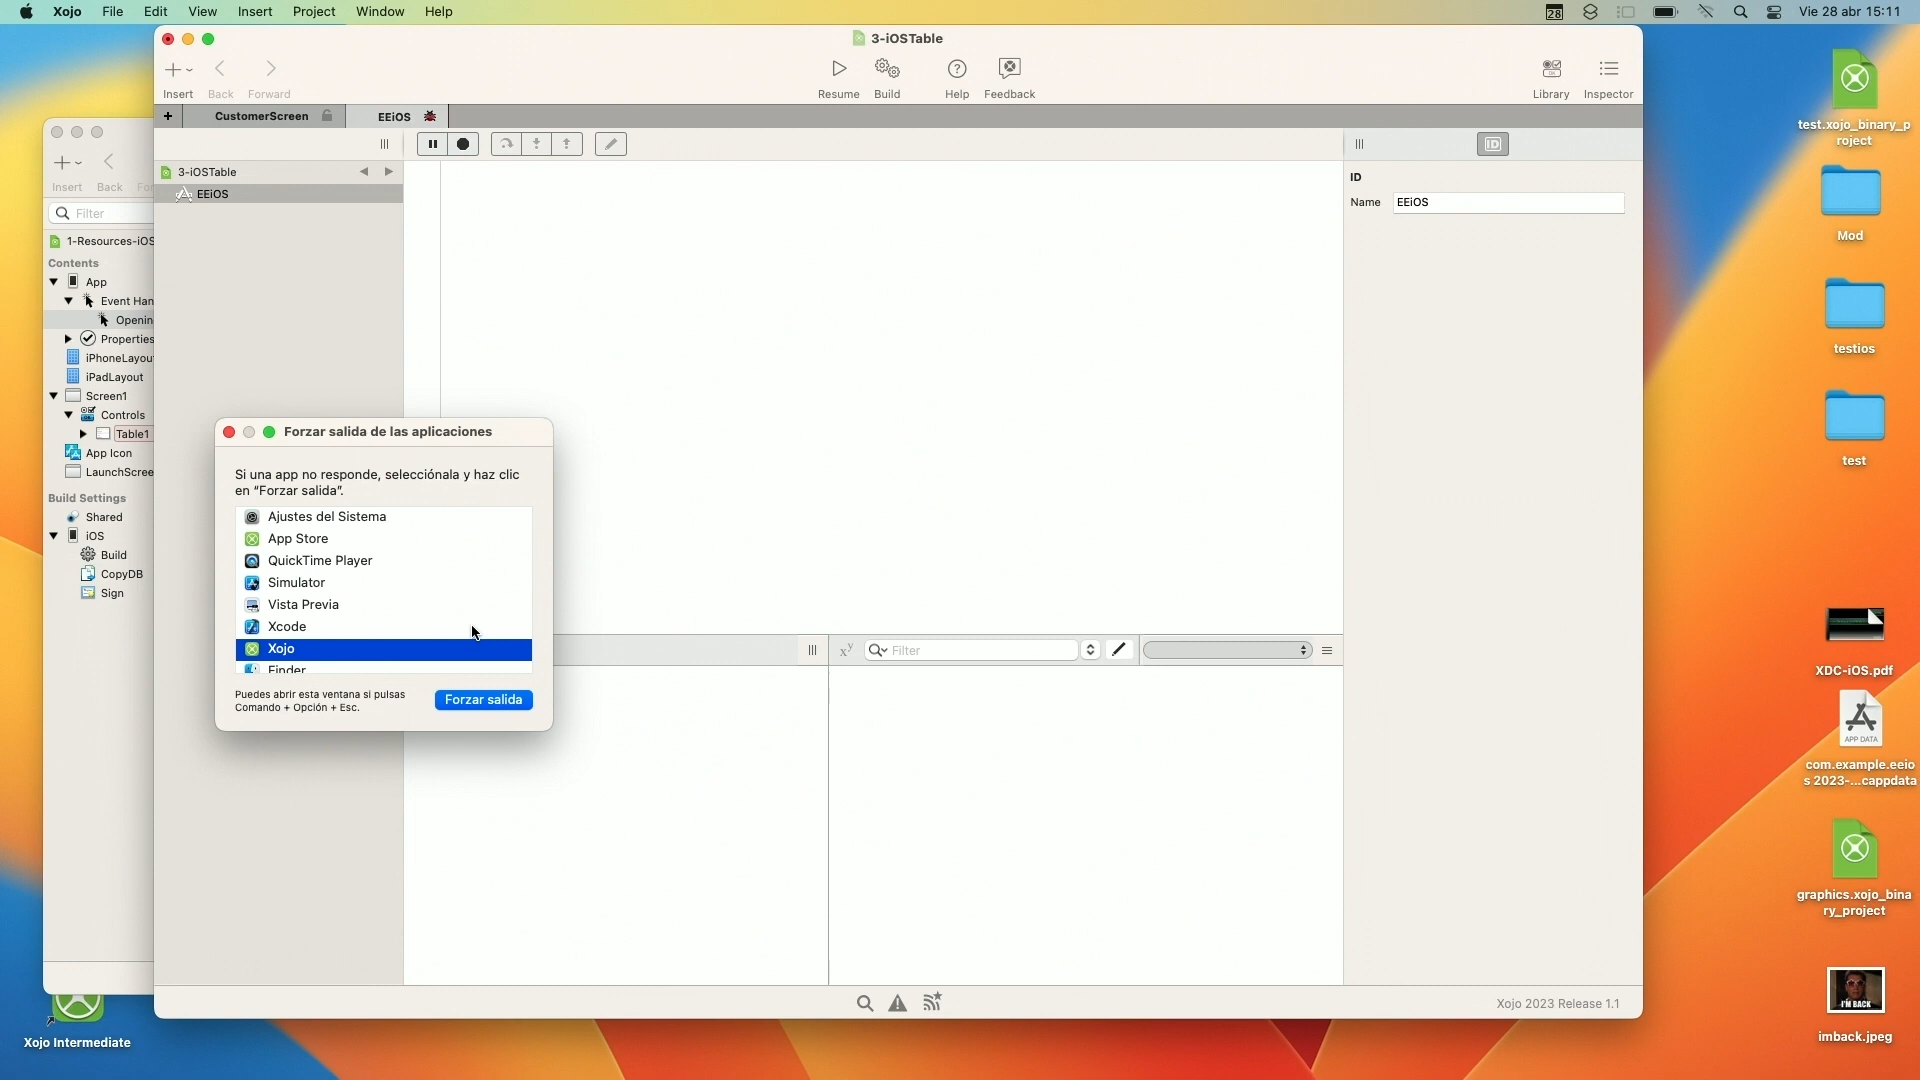 Xojo File Edit View Insert Project Window Help
28
Vie 28 abr 15:11
3-iOSTable
Insert Back Forward
Resume Build Help Feedback
Library Inspector
CustomerScreen
EEiOS
3-iOSTable
EEiOS
ID
ID
Name EEiOS
Insert Back
Filter
1-Resources-iOS
Contents
App
Event Han
Openin
Properties
iPhoneLayou
iPadLayout
Screen1
Controls
Table1
App Icon
LaunchScree
Build Settings
Shared
iOS
Build
CopyDB
Sign
Forzar salida de las aplicaciones
Si una app no responde, selecciónala y haz clic
en “Forzar salida”.
Ajustes del Sistema
App Store
QuickTime Player
Simulator
Vista Previa
Xcode
Xojo
Finder
Puedes abrir esta ventana si pulsas
Comando + Opción + Esc.
Forzar salida
xy
Filter
Xojo 2023 Release 1.1
test.xojo_binary_p
roject
Mod
testios
test
XDC-iOS.pdf
APP DATA
com.example.eeio
s 2023-...cappdata
graphics.xojo_bina
ry_project
I'M BACK
imback.jpeg
Xojo Intermediate